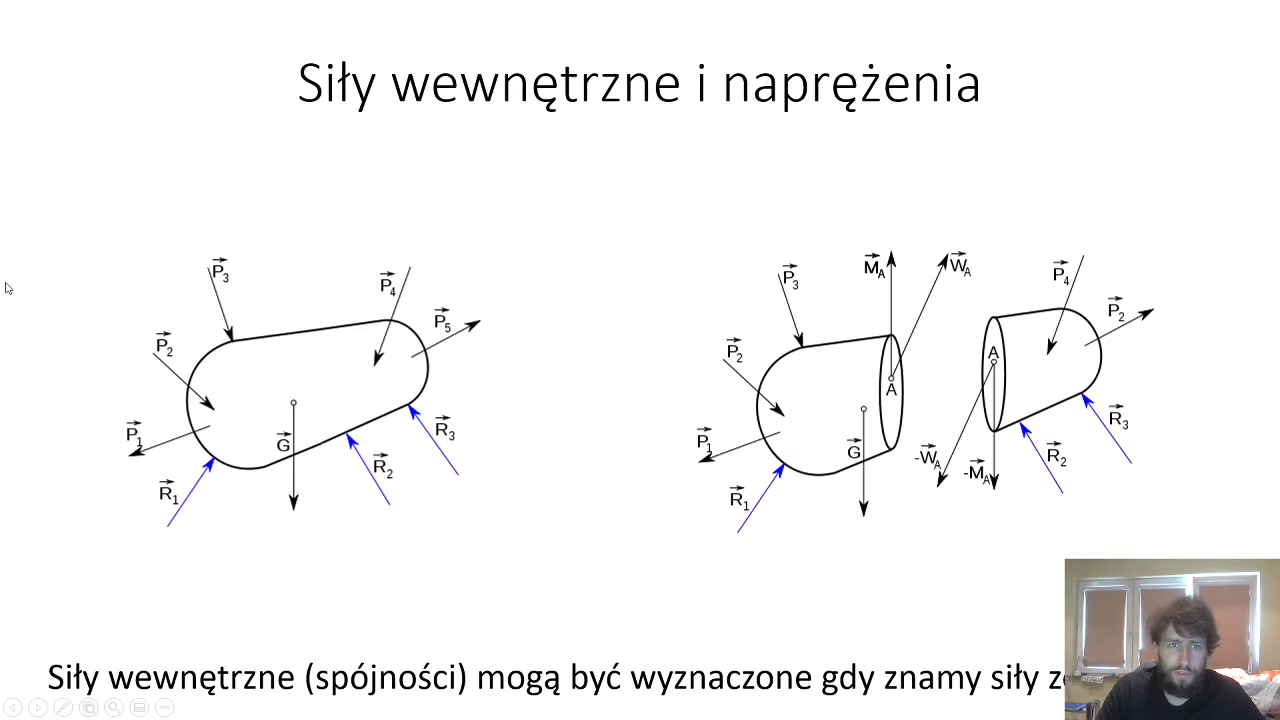 Siły wewnętrzne i naprężenia
P3
P4
P5
P2
P1
G
R1
R2
R3
MA
WA
P3
P4
P2
P2
A
A
P1
G
R1
-WA
-MA
R2
R3
Siły wewnętrzne (spójności) mogą być wyznaczone gdy znamy siły